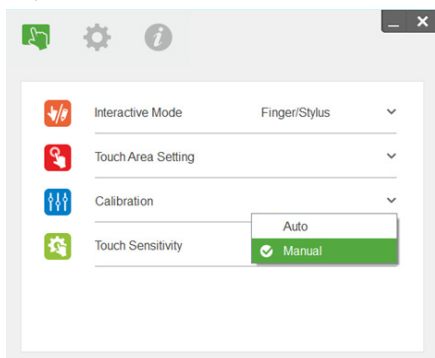 Interactive Mode Finger/Stylus
Touch Area Setting
Calibration
Auto
Touch Sensitivity
Manual